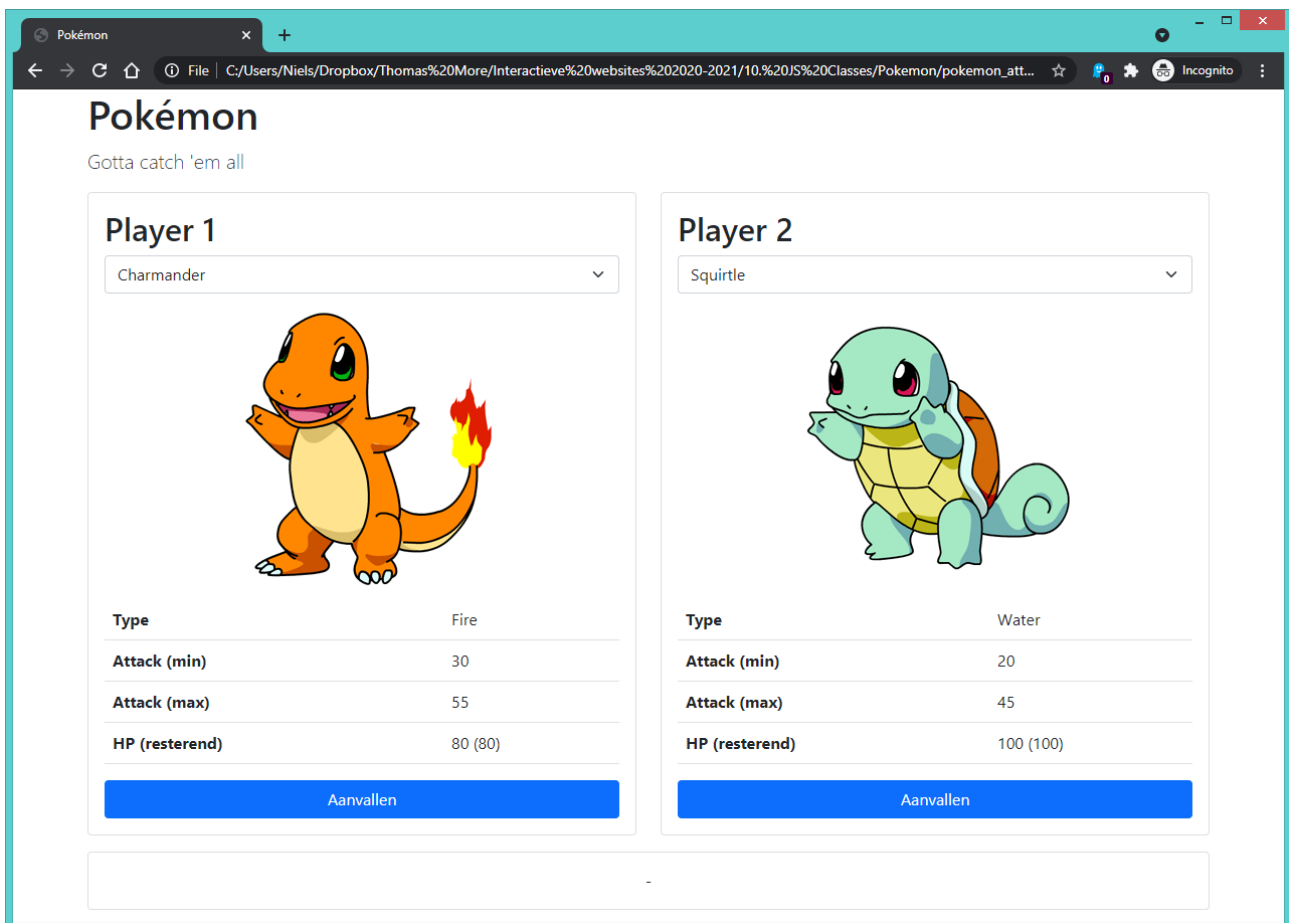 Pokémon
File
C:/Users/Niels/Dropbox/Thomas%20More/Interactieve%20websites%202020-2021/10.%20JS%20Classes/Pokemon/pokemon_att...
0
Incognito
Pokémon
Gotta catch 'em all
Player 1
Charmander
Type Fire
Attack (min) 30
Attack (max) 55
HP (resterend) 80 (80)
Aanvallen
Player 2
Squirtle
Type Water
Attack (min) 20
Attack (max) 45
HP (resterend) 100 (100)
Aanvallen
-